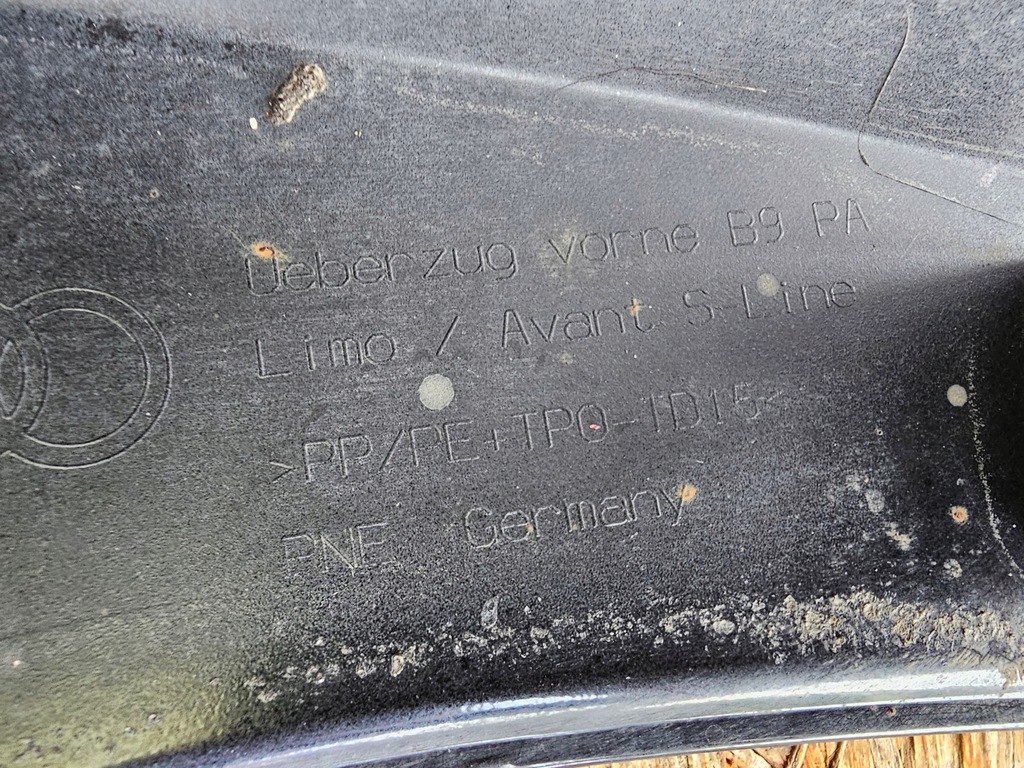 Ueberzug vorne B9 PA
Limo / Avant S-Line
>PP/PE+TPO-TD15<
PNE Germany